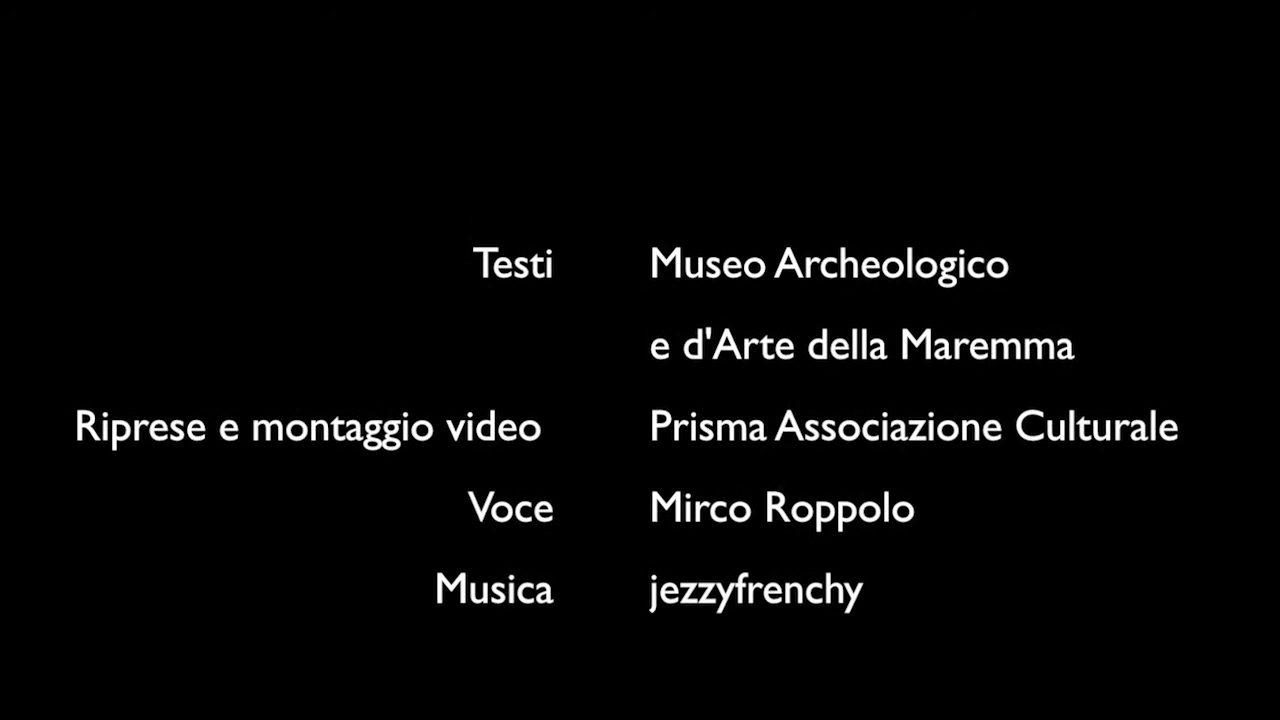 Testi Museo Archeologico
e d'Arte della Maremma
Riprese e montaggio video Prisma Associazione Culturale
Voce Mirco Roppolo
Musica jezzyfrenchy